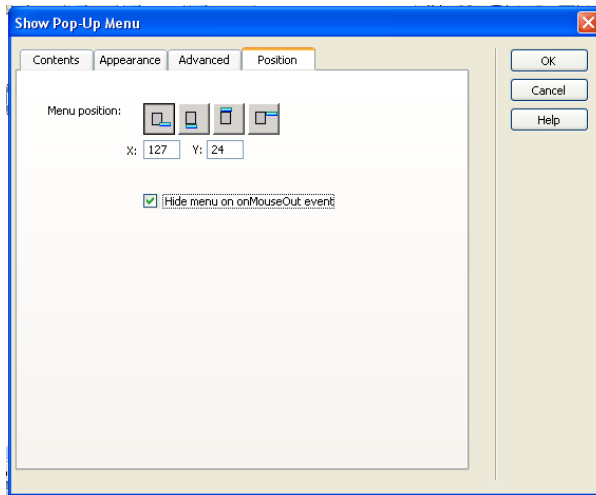 Show Pop-Up Menu
Contents Appearance Advanced Position
OK
Cancel
Help
Menu position:
X: 127 Y: 24
Hide menu on onMouseOut event